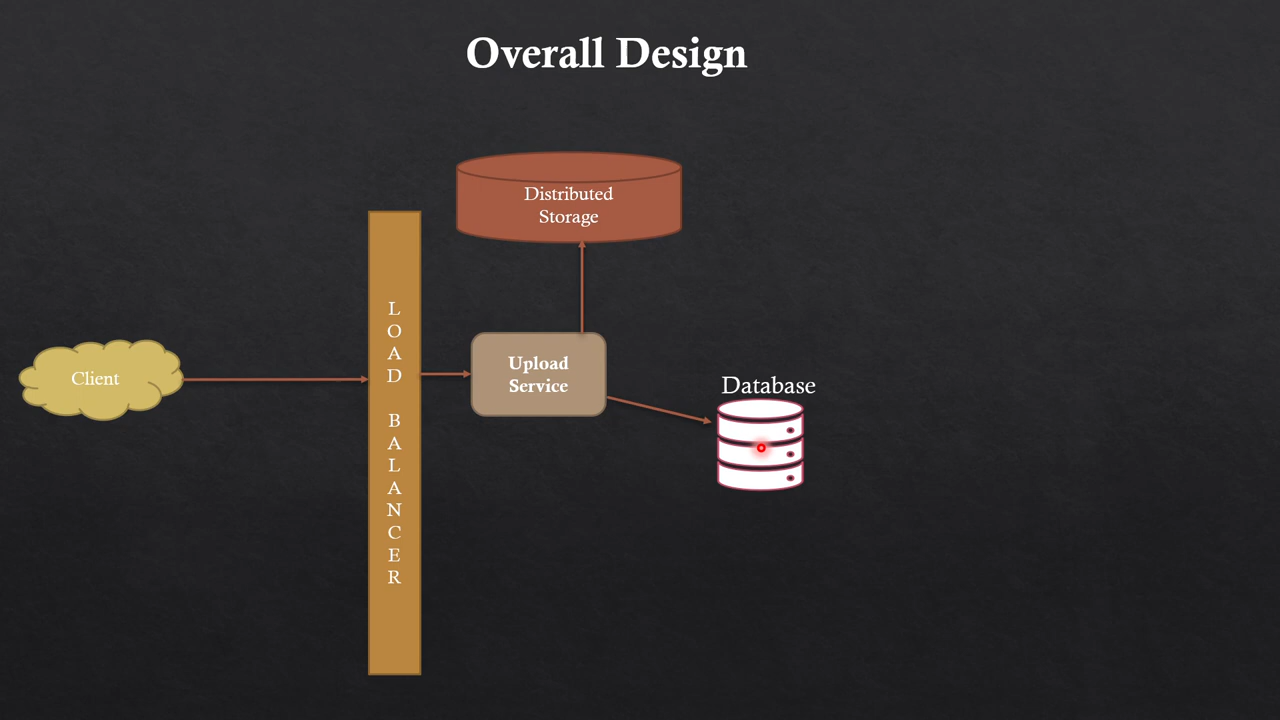 Overall Design
Distributed
Storage
Client
L
O
A
D
B
A
L
A
N
C
E
R
Upload
Service
Database